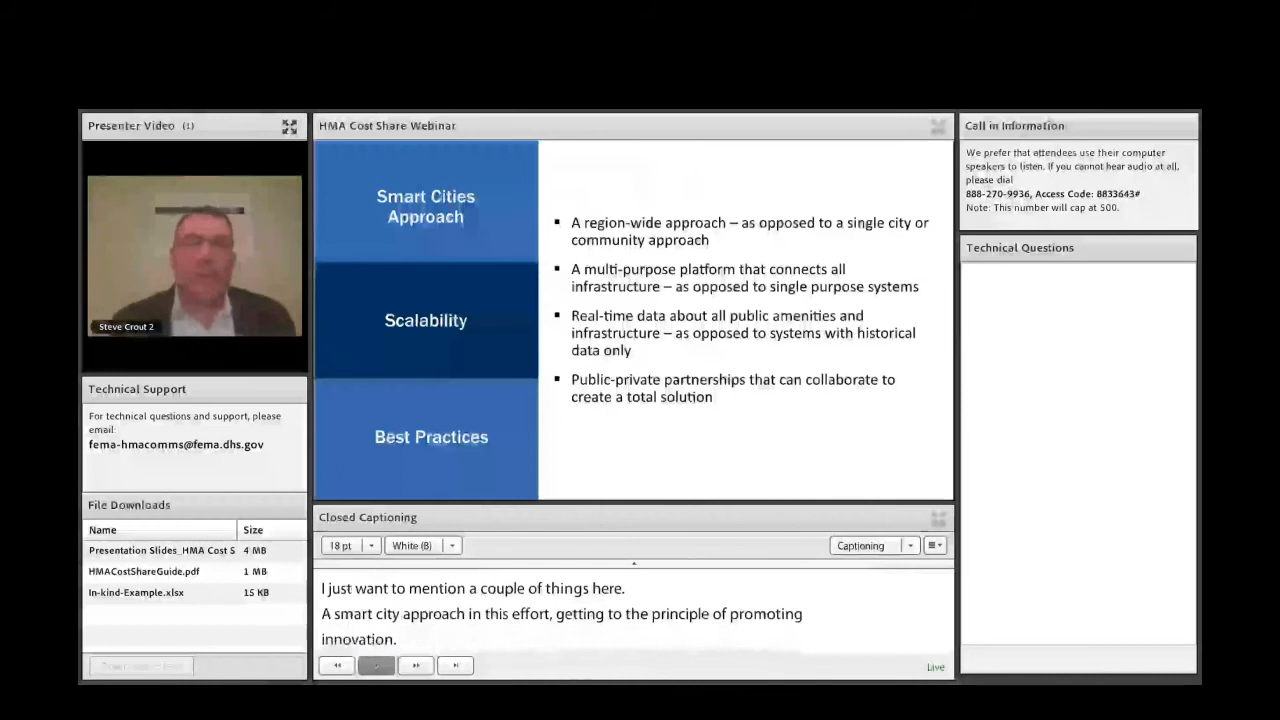 Presenter Video (1)
Steve Crout 2
Technical Support
For technical questions and support, please
email:
fema-hmacomms@fema.dhs.gov
File Downloads
Name Size
Presentation Slides_HMA Cost S 4 MB
HMACostShareGuide.pdf 1 MB
In-kind-Example.xlsx 15 KB
HMA Cost Share Webinar
Smart Cities
Approach
Scalability
Best Practices
▪ A region-wide approach – as opposed to a single city or
community approach
▪ A multi-purpose platform that connects all
infrastructure – as opposed to single purpose systems
▪ Real-time data about all public amenities and
infrastructure – as opposed to systems with historical
data only
▪ Public-private partnerships that can collaborate to
create a total solution
Closed Captioning
18 pt White (8) Captioning
I just want to mention a couple of things here.
A smart city approach in this effort, getting to the principle of promoting
innovation.
Live
Call in Information
We prefer that attendees use their computer
speakers to listen. If you cannot hear audio at all,
please dial
888-270-9936, Access Code: 8833643#
Note: This number will cap at 500.
Technical Questions